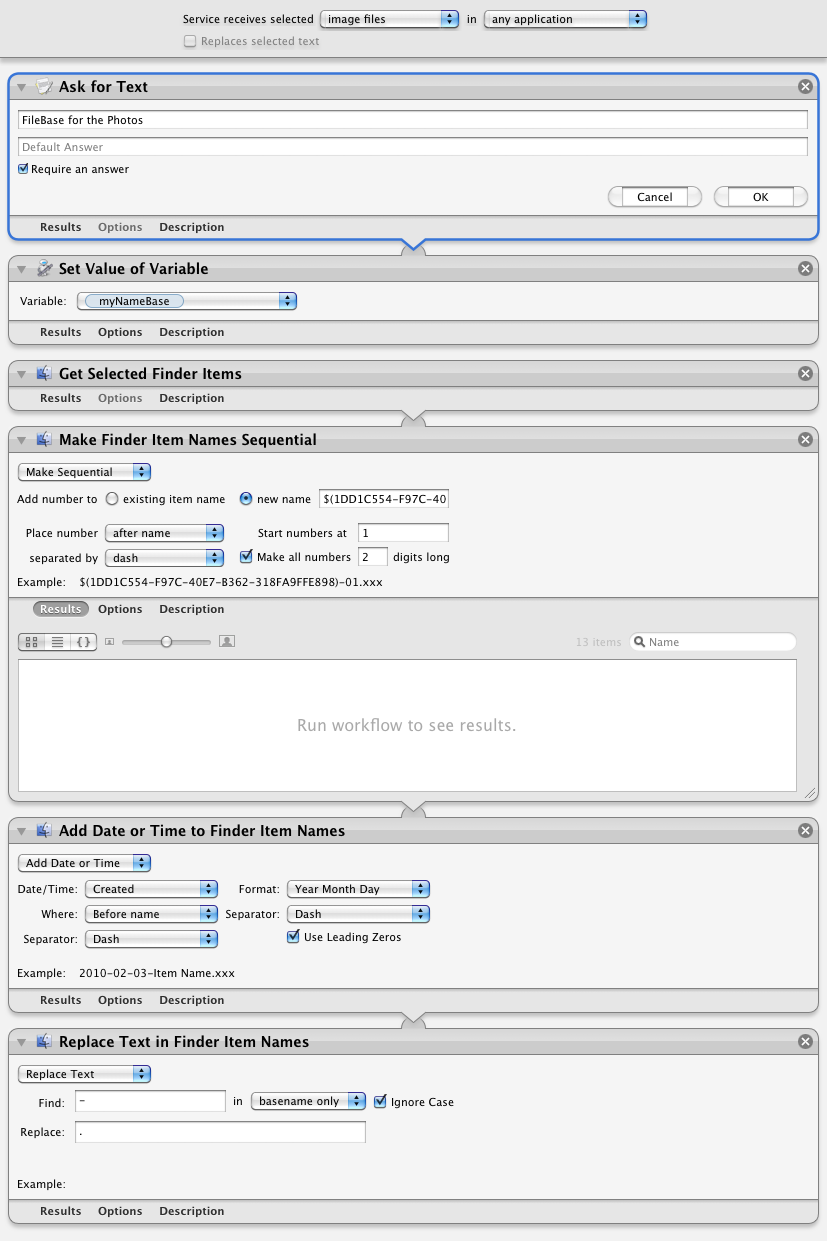 Service receives selected image files in any application
Replaces selected text
Ask for Text
FileBase for the Photos
Default Answer
Require an answer
Cancel OK
Results Options Description
Set Value of Variable
Variable: myNameBase
Results Options Description
Get Selected Finder Items
Results Options Description
Make Finder Item Names Sequential
Make Sequential
Add number to existing item name new name $(1DD1C554-F97C-40
Place number after name Start numbers at 1
separated by dash Make all numbers 2 digits long
Example: $(1DD1C554-F97C-40E7-B362-318FA9FFE898)-01.xxx
Results Options Description
13 items Name
Run workflow to see results.
Add Date or Time to Finder Item Names
Add Date or Time
Date/Time: Created Format: Year Month Day
Where: Before name Separator: Dash
Separator: Dash Use Leading Zeros
Example: 2010-02-03-Item Name.xxx
Results Options Description
Replace Text in Finder Item Names
Replace Text
Find: - in basename only Ignore Case
Replace: .
Example:
Results Options Description